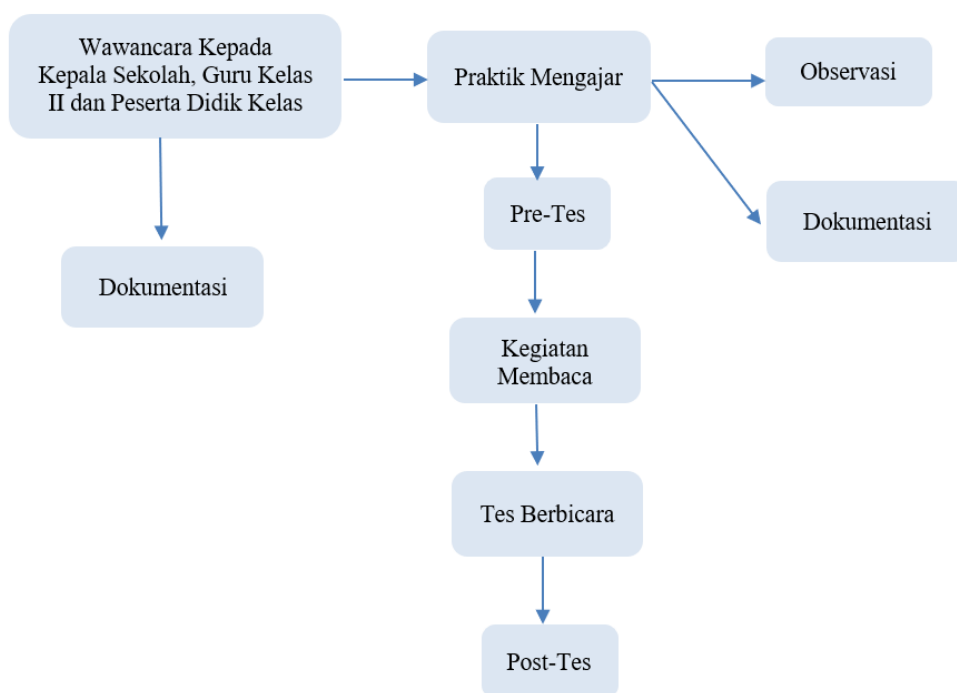 Wawancara Kepada
Kepala Sekolah, Guru Kelas
II dan Peserta Didik Kelas
Praktik Mengajar
Observasi
Pre-Tes
Dokumentasi
Dokumentasi
Kegiatan
Membaca
Tes Berbicara
Post-Tes